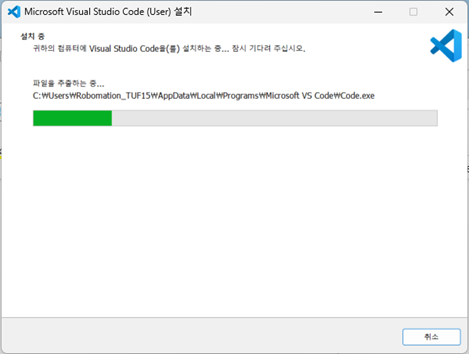 Microsoft Visual Studio Code (User) 설치
설치 중
귀하의 컴퓨터에 Visual Studio Code을(를) 설치하는 중... 잠시 기다려 주십시오.
파일을 추출하는 중...
C:₩Users₩Robomation_TUF15₩AppData₩Local₩Programs₩Microsoft VS Code₩Code.exe
취소